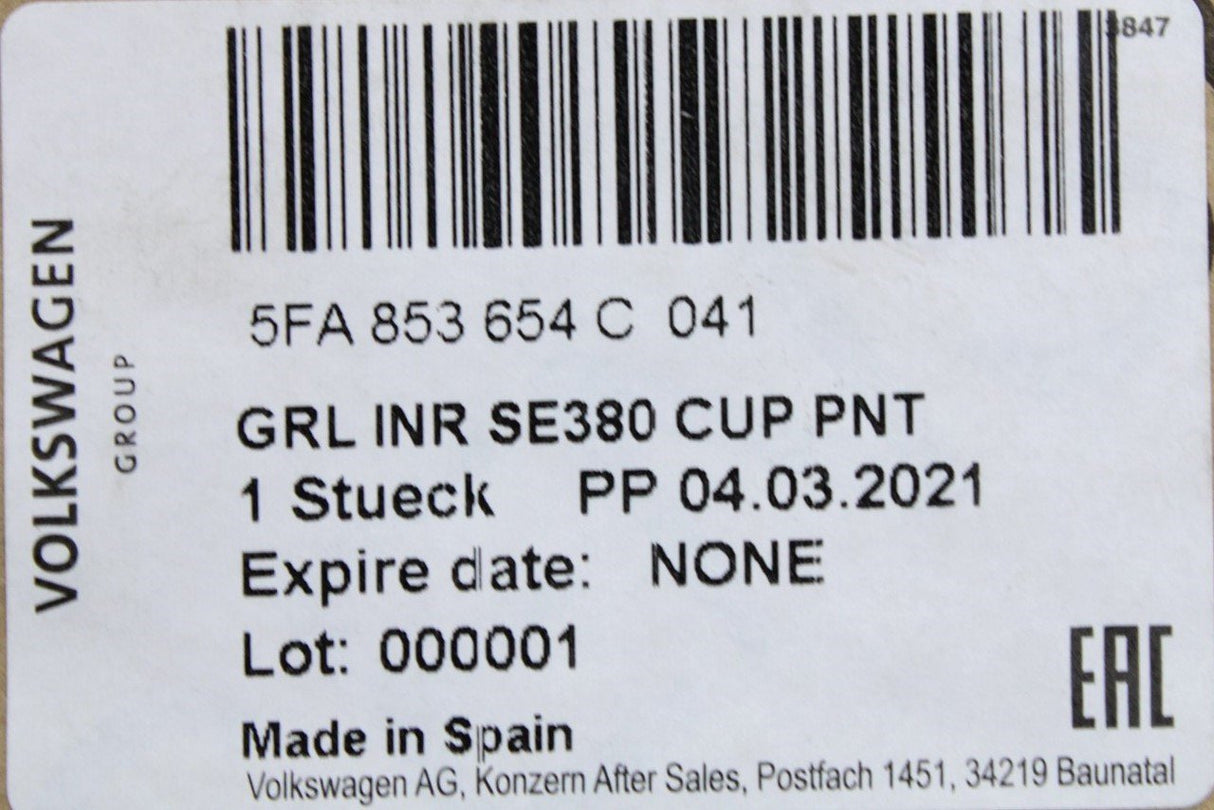 3847
VOLKSWAGEN
GROUP
5FA 853 654 C 041
GRL INR SE380 CUP PNT
1 Stueck PP 04.03.2021
Expire date: NONE
Lot: 000001
EAC
Made in Spain
Volkswagen AG, Konzern After Sales, Postfach 1451, 34219 Baunatal